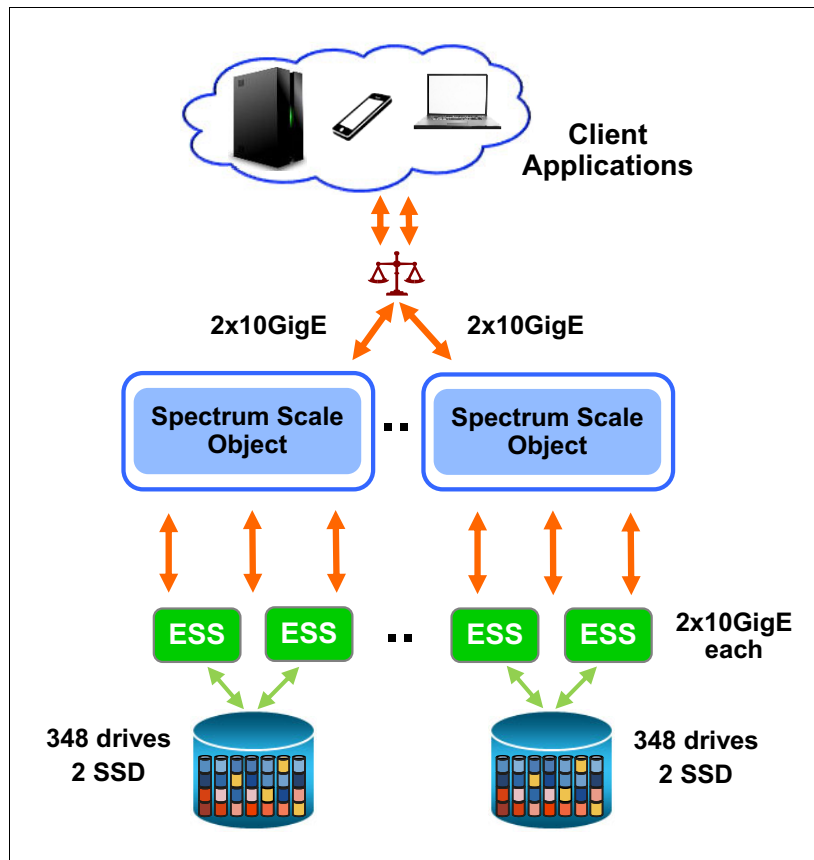 Client
Applications
2x10GigE
2x10GigE
Spectrum Scale
Object
..
Spectrum Scale
Object
ESS
ESS
..
ESS
ESS
2x10GigE
each
348 drives
2 SSD
348 drives
2 SSD